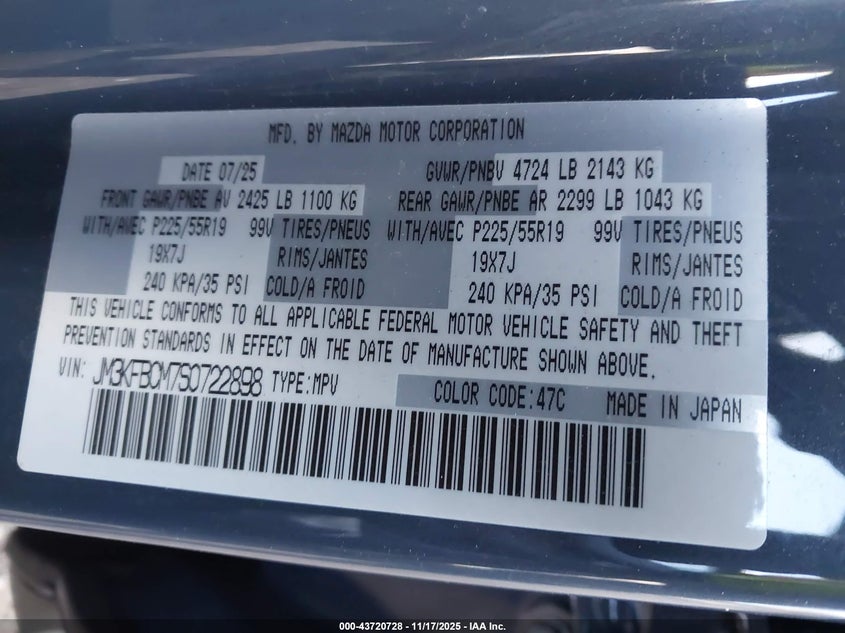 MFD. BY MAZDA MOTOR CORPORATION
DATE 07/25 GVWR/PNBV 4724 LB 2143 KG
FRONT GAWR/PNBE AV 2425 LB 1100 KG REAR GAWR/PNBE AR 2299 LB 1043 KG
WITH/AVEC P225/55R19 99V TIRES/PNEUS WITH/AVEC P225/55R19 99V TIRES/PNEUS
19X7J RIMS/JANTES 19X7J RIMS/JANTES
240 KPA/35 PSI COLD/A FROID 240 KPA/35 PSI COLD/A FROID
THIS VEHICLE CONFORMS TO ALL APPLICABLE FEDERAL MOTOR VEHICLE SAFETY AND THEFT
PREVENTION STANDARDS IN EFFECT ON THE DATE OF MANUFACTURE SHOWN ABOVE.
VIN: JM3KFBCM7S0722898 TYPE:MPV COLOR CODE:47C MADE IN JAPAN
000-43720728 - 11/17/2025 - IAA Inc.